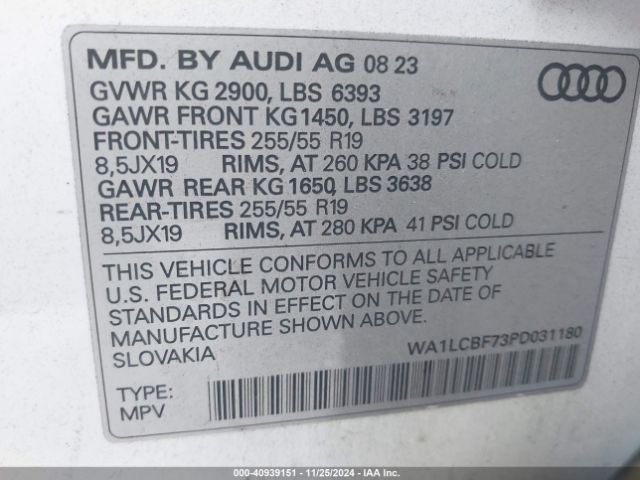 MFD. BY AUDI AG 08 23
GVWR KG 2900, LBS 6393
GAWR FRONT KG 1450, LBS 3197
FRONT-TIRES 255/55 R19
8,5JX19 RIMS, AT 260 KPA 38 PSI COLD
GAWR REAR KG 1650, LBS 3638
REAR-TIRES 255/55 R19
8,5JX19 RIMS, AT 280 KPA 41 PSI COLD
THIS VEHICLE CONFORMS TO ALL APPLICABLE
U.S. FEDERAL MOTOR VEHICLE SAFETY
STANDARDS IN EFFECT ON THE DATE OF
MANUFACTURE SHOWN ABOVE.
SLOVAKIA WA1LCBF73PD031180
TYPE:
MPV
000-40939151 - 11/25/2024 - IAA Inc.